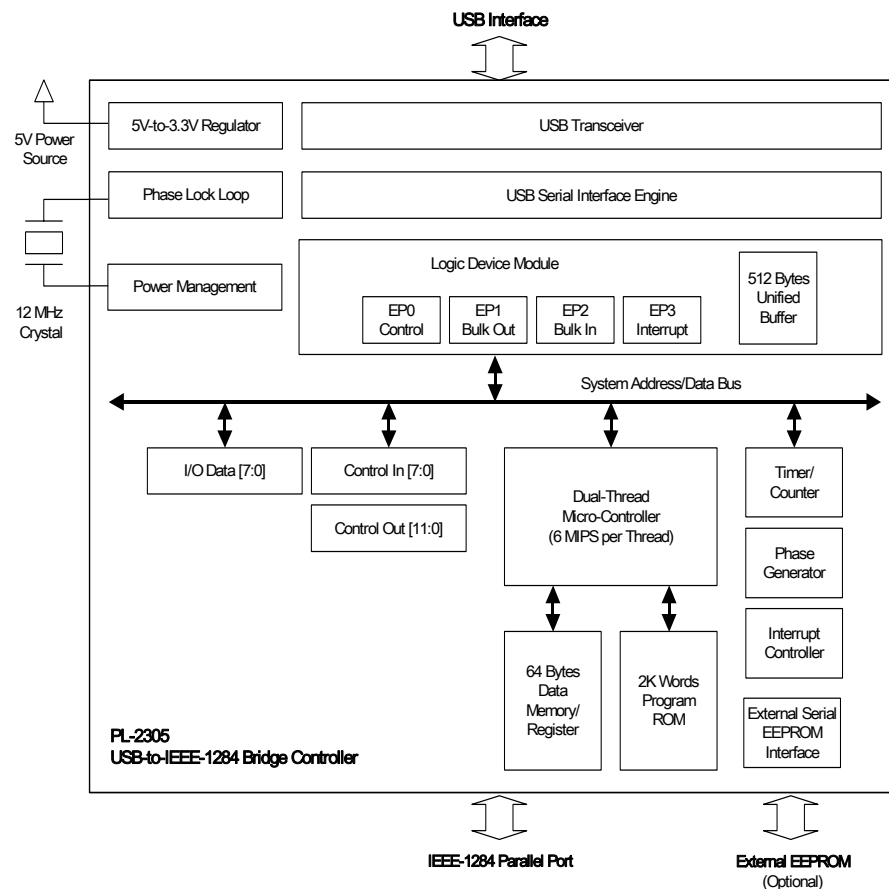 USB Interface
5V Power
Source
5V-to-3.3V Regulator
USB Transceiver
Phase Lock Loop
USB Serial Interface Engine
12 MHz
Crystal
Power Management
Logic Device Module
EP0
Control
EP1
Bulk Out
EP2
Bulk In
EP3
Interrupt
512 Bytes
Unified
Buffer
System Address/Data Bus
I/O Data [7:0]
Control In [7:0]
Control Out [11:0]
Dual-Thread
Micro-Controller
(6 MIPS per Thread)
Timer/
Counter
Phase
Generator
Interrupt
Controller
64 Bytes
Data
Memory/
Register
2K Words
Program
ROM
External Serial
EEPROM
Interface
PL-2305
USB-to-IEEE-1284 Bridge Controller
IEEE-1284 Parallel Port
External EEPROM
(Optional)